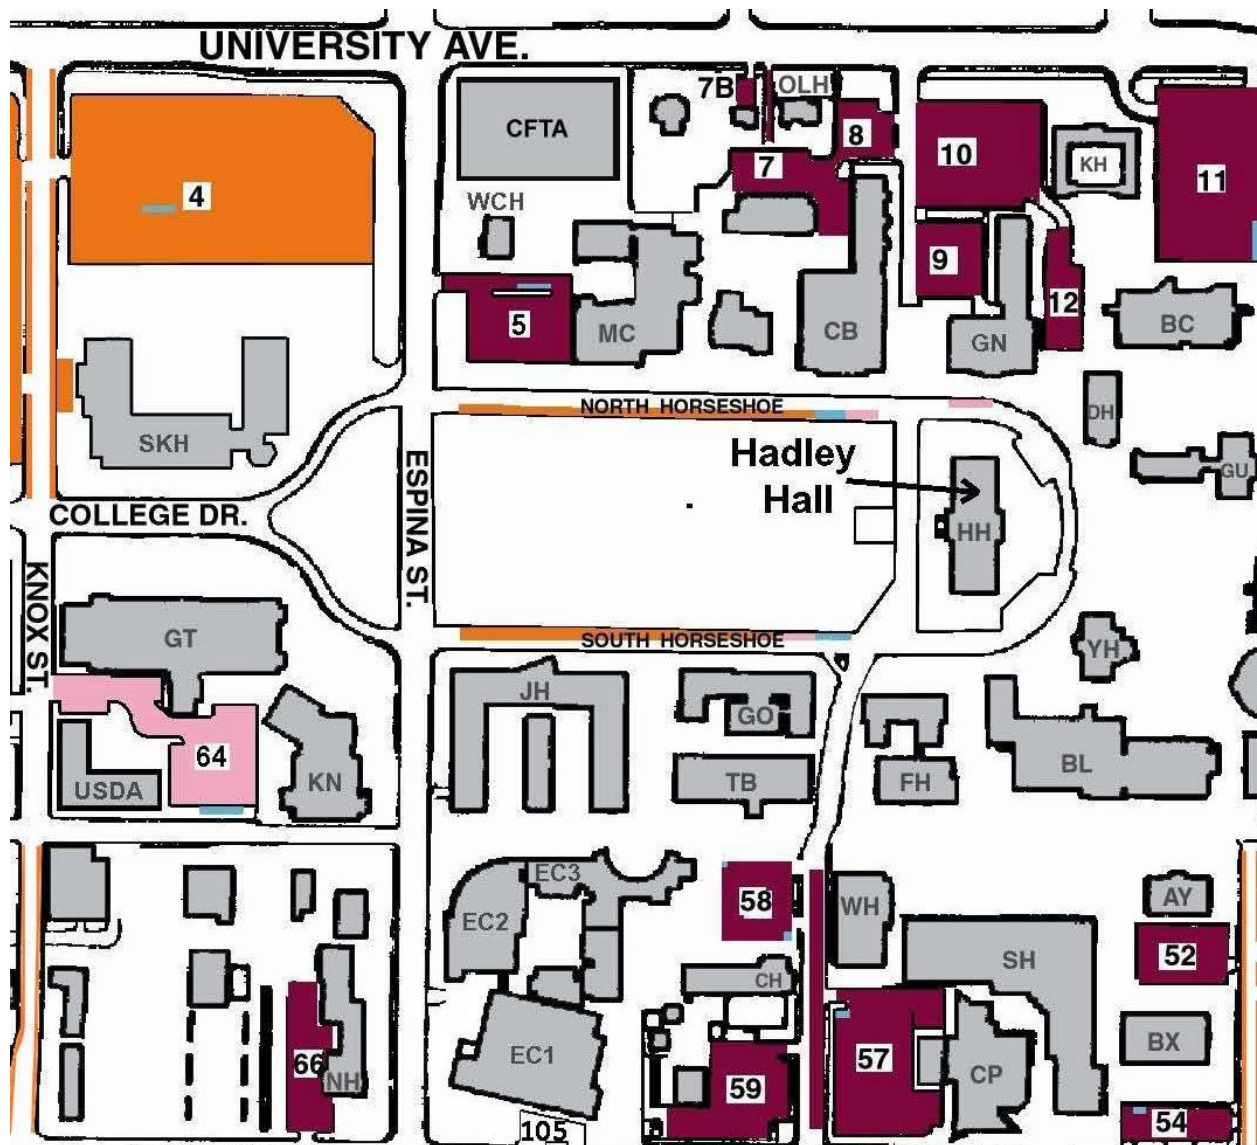 UNIVERSITY AVE.
7B
OLH
CFTA
8
7
10
KH
11
4
WCH
9
12
5
MC
CB
GN
BC
NORTH HORSESHOE
DH
SKH
Hadley
Hall
GU
COLLEGE DR.
ESPINA ST.
HH
KNOX ST.
GT
SOUTH HORSESHOE
YH
JH
GO
64
USDA
KN
TB
FH
BL
EC3
EC2
58
WH
AY
SH
52
CH
EC1
66
NH
59
57
CP
BX
54
105